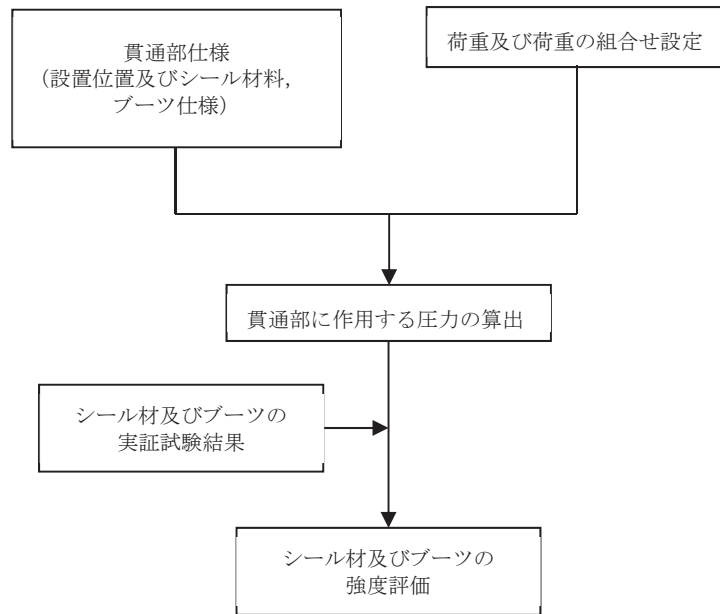 貫通部仕様
（設置位置及びシール材料，
ブーツ仕様）
荷重及び荷重の組合せ設定
貫通部に作用する圧力の算出
シール材及びブーツの
実証試験結果
シール材及びブーツの
強度評価